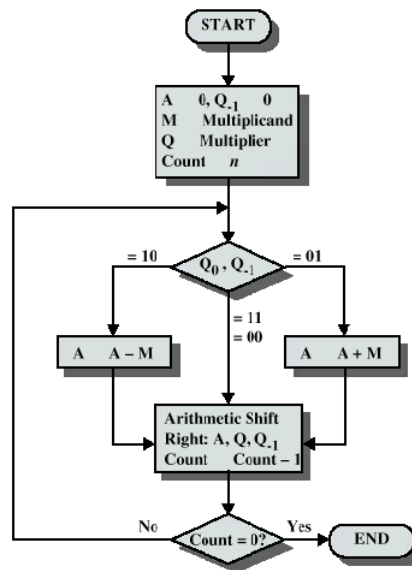 START
A 0, Q-1 0
M Multiplicand
Q Multiplier
Count n
= 10
Q0, Q-1
= 01
= 11
= 00
A A – M
A A + M
Arithmetic Shift
Right: A, Q, Q-1
Count Count – 1
No
Count = 0?
Yes
END